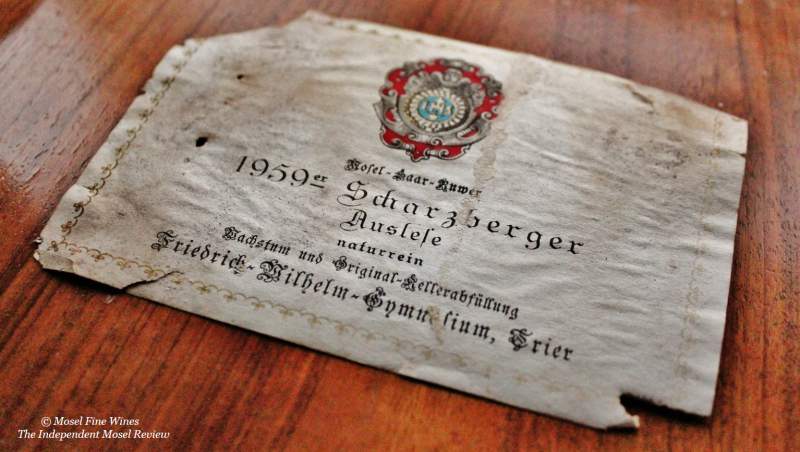 Mosel-Saar-Ruwer
1959er Scharzberger
Auslese
naturrein
Wachstum und Original-Kellerabfüllung
Friedrich-Wilhelm-Gymnasium, Trier
© Mosel Fine Wines
The Independent Mosel Review